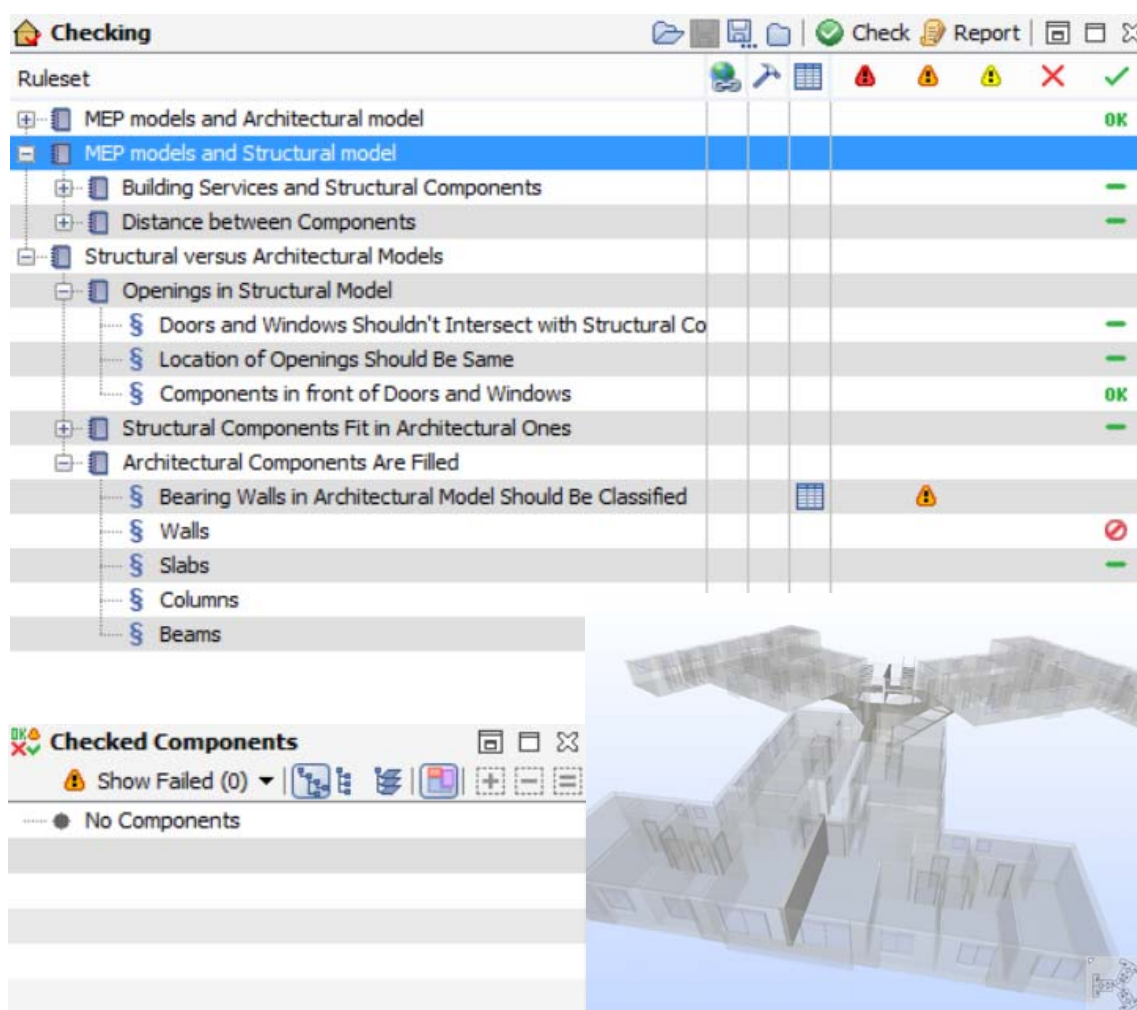 Checking
Check Report
Ruleset
MEP models and Architectural model OK
MEP models and Structural model
Building Services and Structural Components
Distance between Components
Structural versus Architectural Models
Openings in Structural Model
§ Doors and Windows Shouldn't Intersect with Structural Co
§ Location of Openings Should Be Same
§ Components in front of Doors and Windows OK
Structural Components Fit in Architectural Ones
Architectural Components Are Filled
§ Bearing Walls in Architectural Model Should Be Classified
§ Walls
§ Slabs
§ Columns
§ Beams
OK Checked Components
Show Failed (0)
No Components